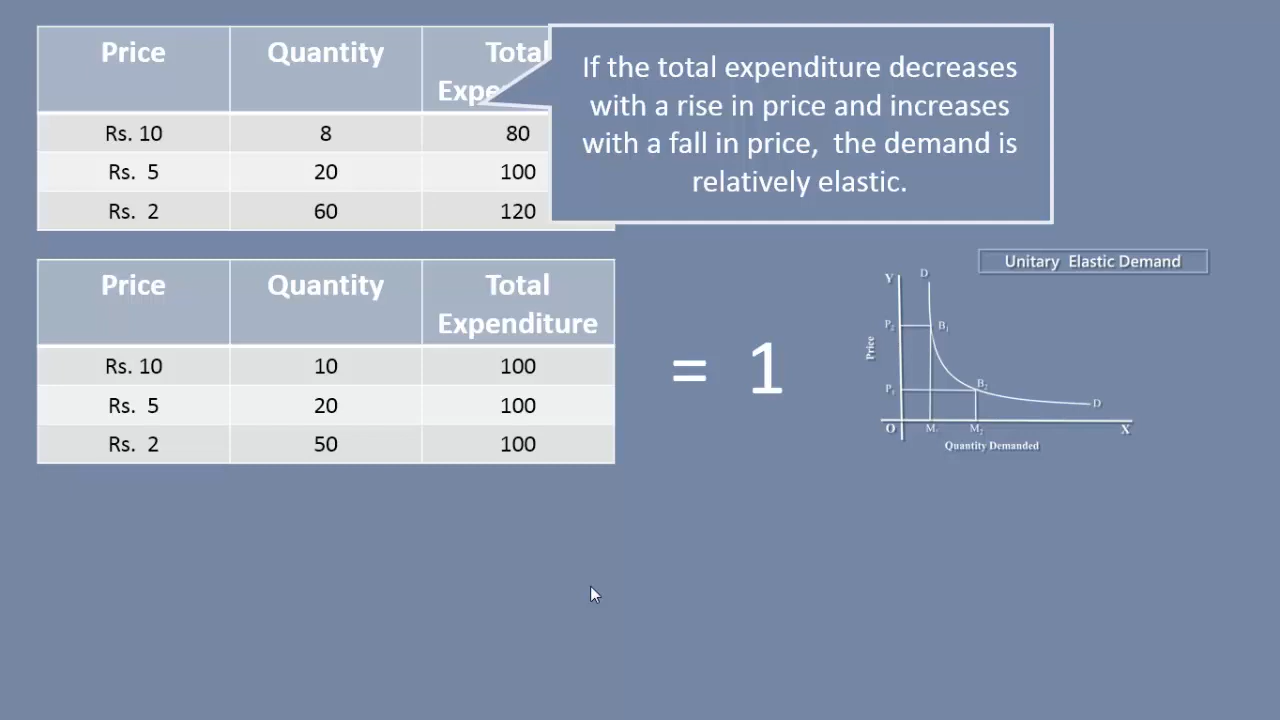 Price Quantity Total
Expe
Rs. 10 8 80
Rs. 5 20 100
Rs. 2 60 120
If the total expenditure decreases
with a rise in price and increases
with a fall in price, the demand is
relatively elastic.
Price Quantity Total
Expenditure
Rs. 10 10 100
Rs. 5 20 100
Rs. 2 50 100
= 1
Unitary Elastic Demand
Y D
P₂ B₁
Price
P₁ B₂
D
O M₁ M₂ X
Quantity Demanded